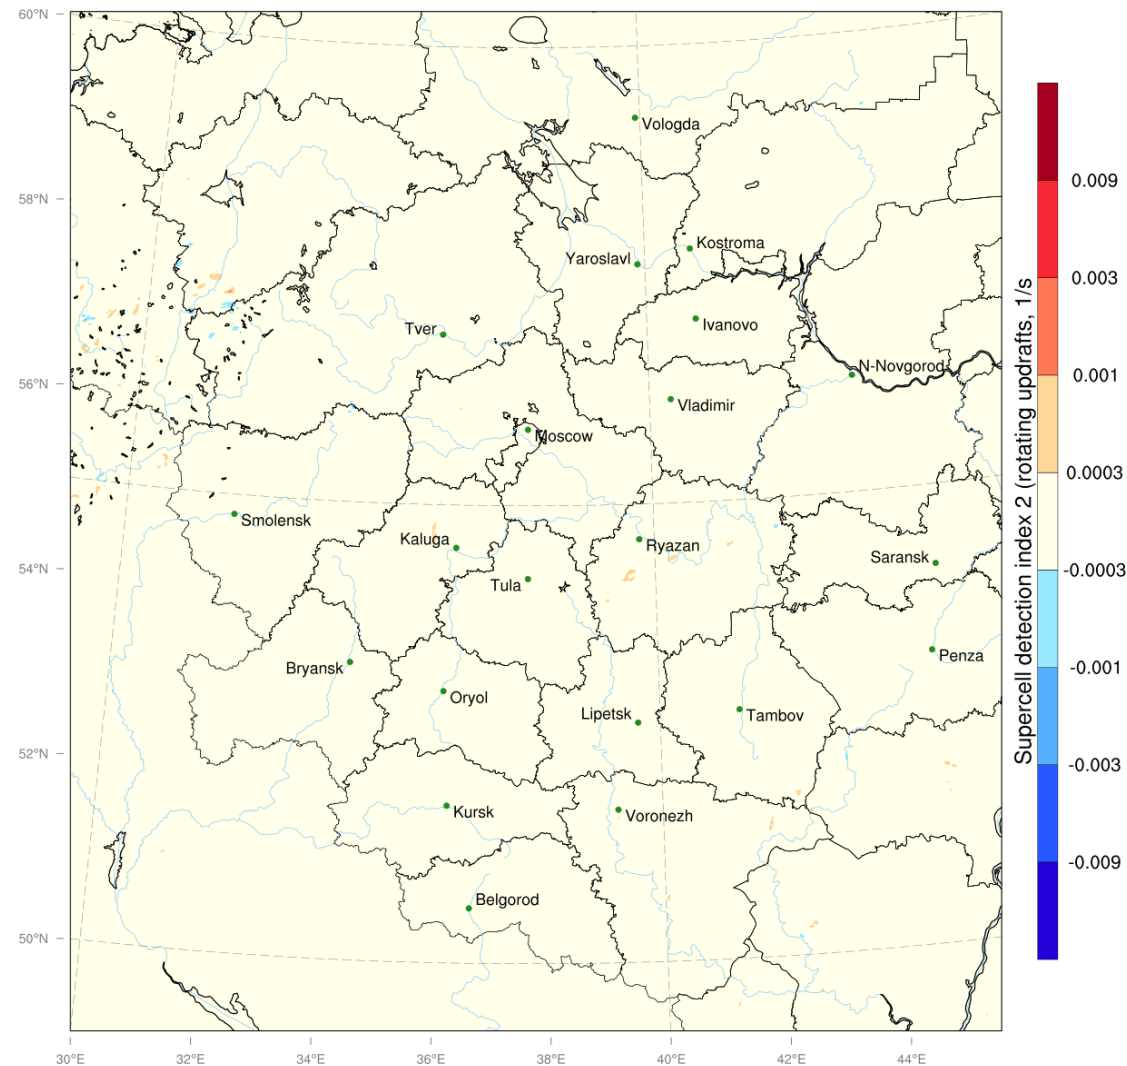 60°N
58°N
56°N
54°N
52°N
50°N
30°E
32°E
34°E
36°E
38°E
40°E
42°E
44°E
Vologda
Kostroma
Yaroslavl
Ivanovo
Tver
N-Novgorod
Vladimir
Moscow
Smolensk
Kaluga
Ryazan
Saransk
Tula
Penza
Bryansk
Oryol
Lipetsk
Tambov
Kursk
Voronezh
Belgorod
Supercell detection index 2 (rotating updrafts, 1/s
0.009
0.003
0.001
0.0003
-0.0003
-0.001
-0.003
-0.009